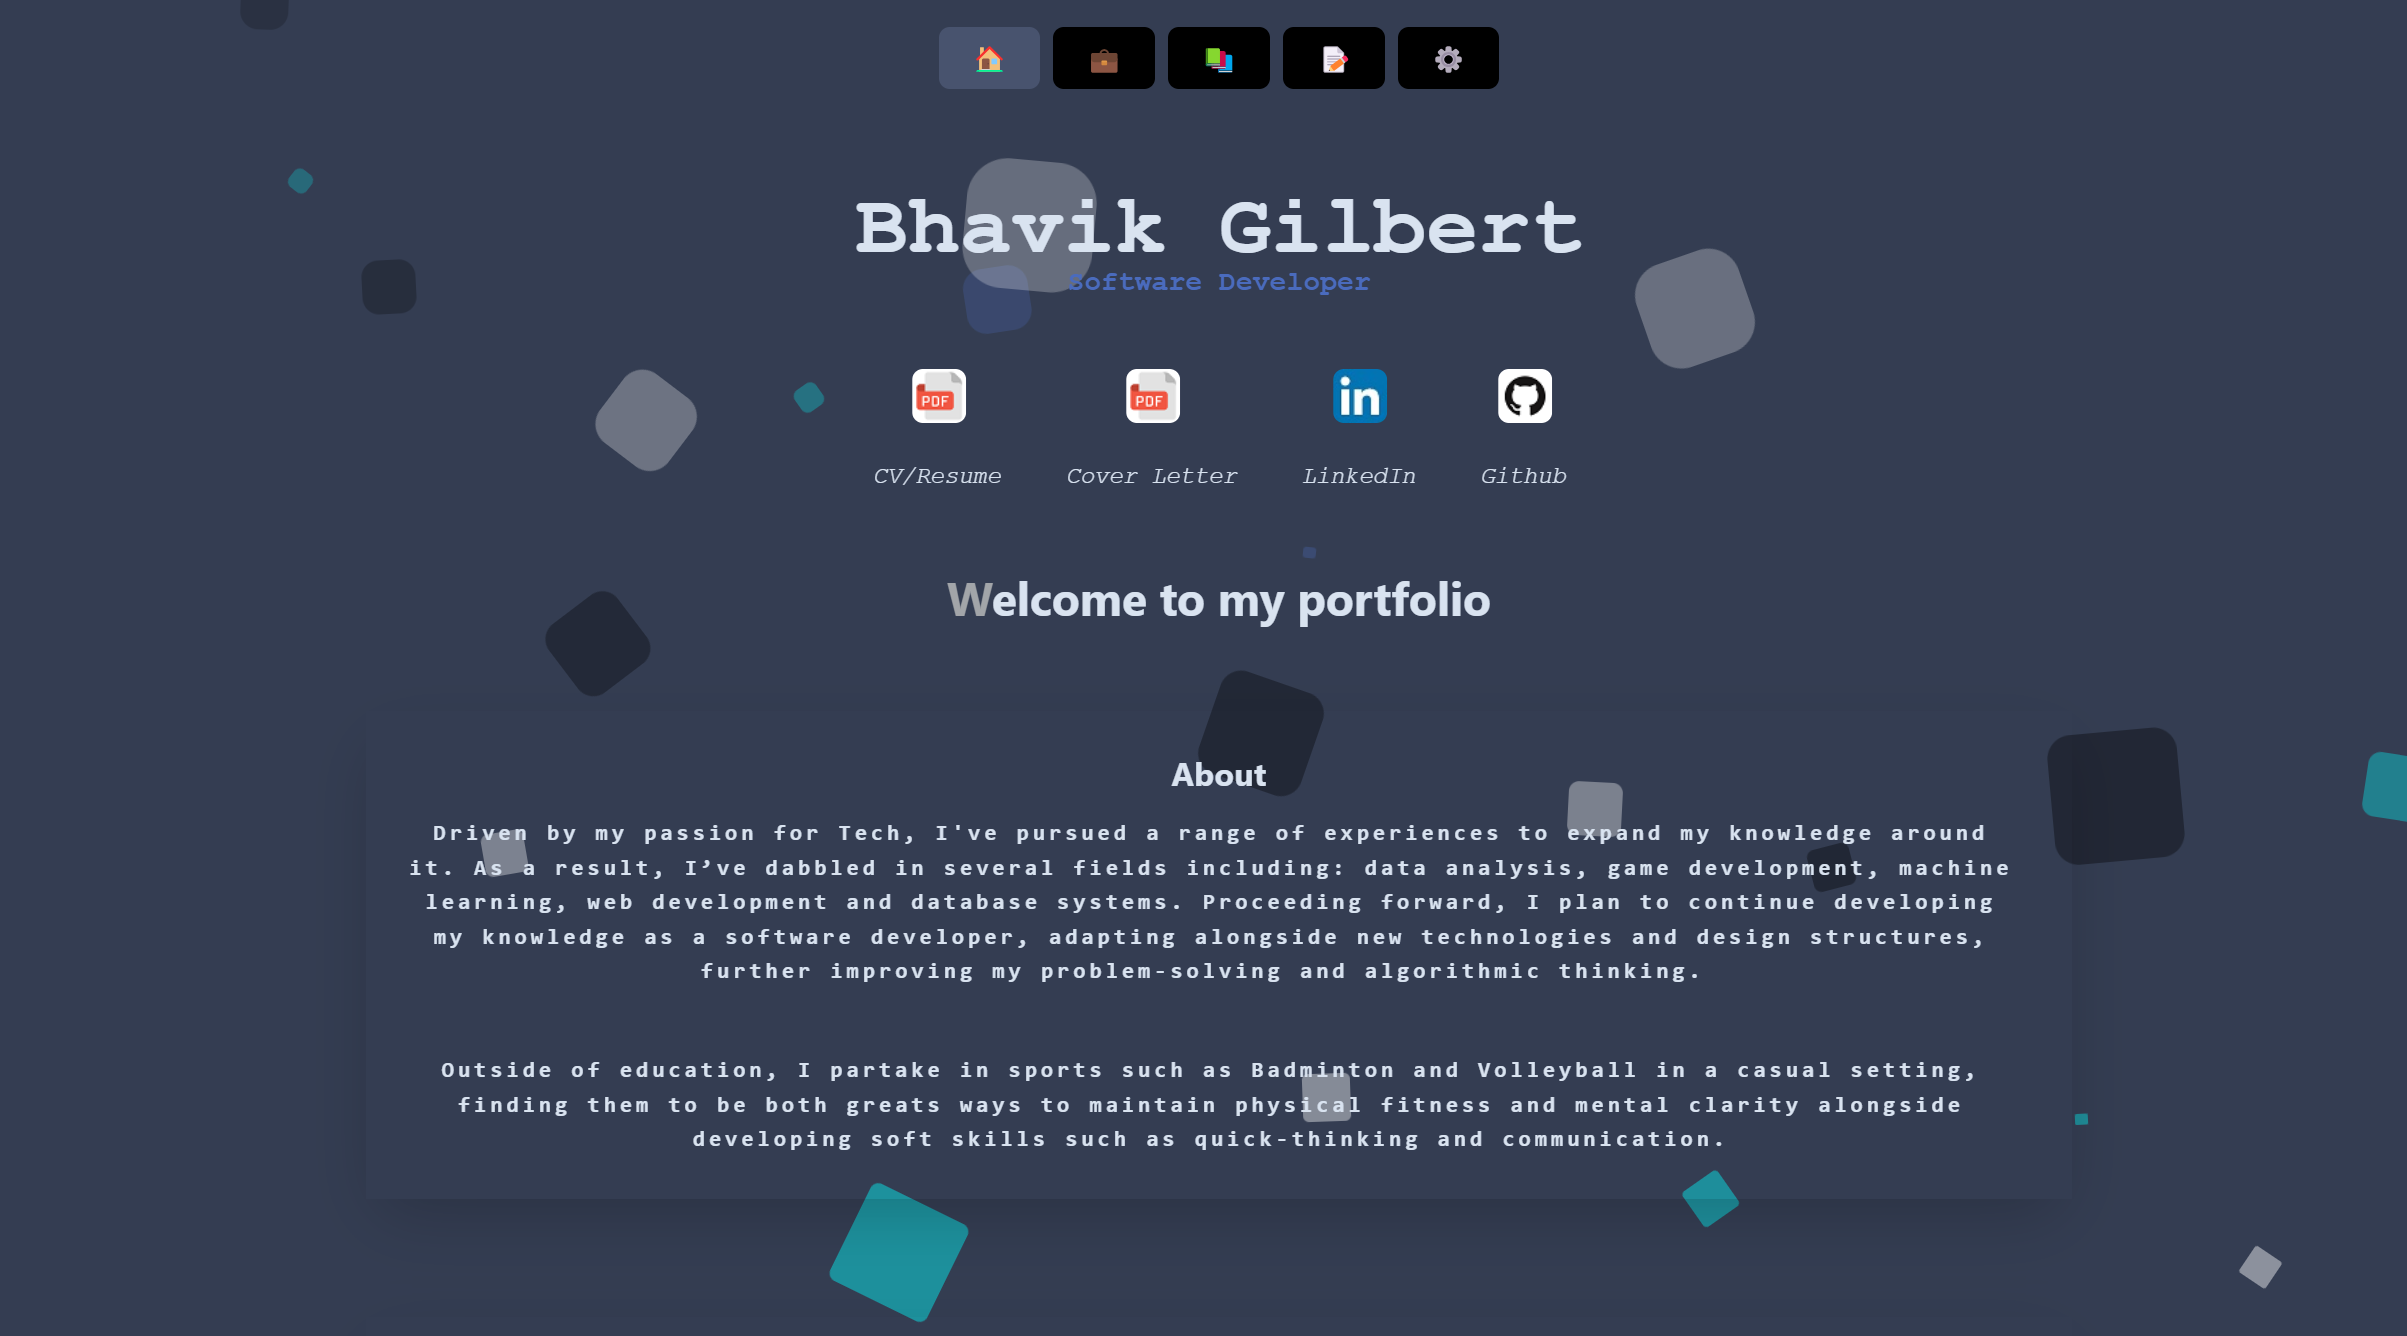 Bhavik Gilbert
Software Developer
PDF
PDF
in
CV/Resume
Cover Letter
LinkedIn
Github
Welcome to my portfolio
About
Driven by my passion for Tech, I've pursued a range of experiences to expand my knowledge around
it. As a result, I’ve dabbled in several fields including: data analysis, game development, machine
learning, web development and database systems. Proceeding forward, I plan to continue developing
my knowledge as a software developer, adapting alongside new technologies and design structures,
further improving my problem-solving and algorithmic thinking.
Outside of education, I partake in sports such as Badminton and Volleyball in a casual setting,
finding them to be both greats ways to maintain physical fitness and mental clarity alongside
developing soft skills such as quick-thinking and communication.